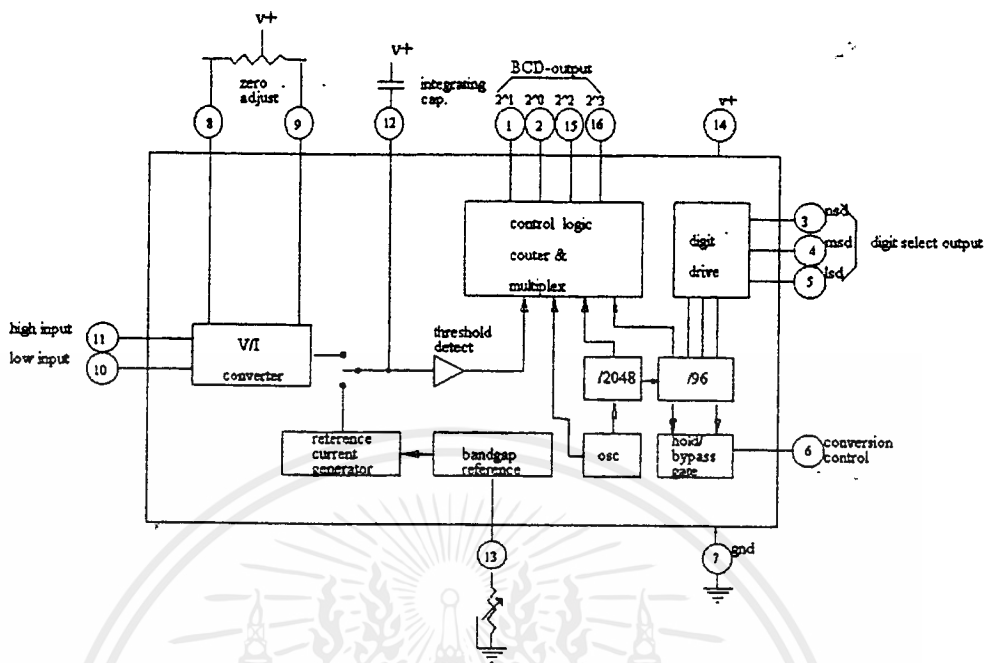 V+
zero
adjust
V+
integrating
cap.
BCD-output
2^1 2^0 2^2 2^3
V+
8
9
12
1
2
15
16
14
control logic
couter &
multiplex
digit
drive
3 nsd
4 msd
5 lsd
digit select output
high input
11
low input
10
V/I
converter
threshold
detect
/2048
/96
reference
current
generator
bandgap
reference
osc
hold/
bypass
gate
6
conversion
control
13
7
gnd